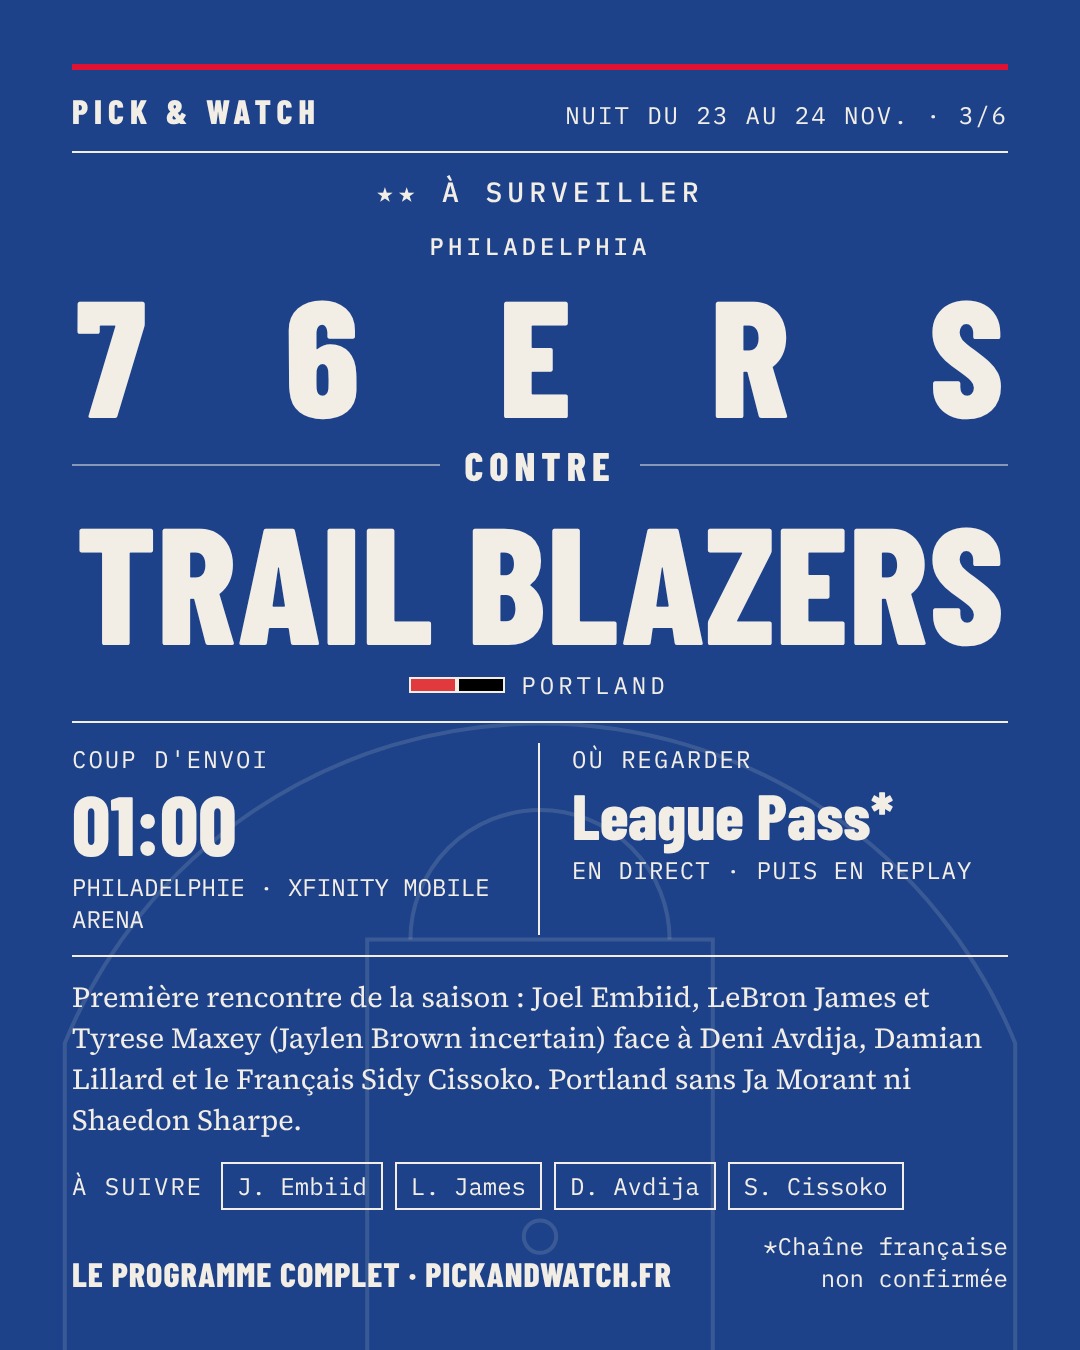 PICK & WATCH
NUIT DU 23 AU 24 NOV. · 3/6
★★ À SURVEILLER
PHILADELPHIA
76ERS
CONTRE
TRAIL BLAZERS
PORTLAND
COUP D'ENVOI
01:00
PHILADELPHIE · XFINITY MOBILE
ARENA
OÙ REGARDER
League Pass*
EN DIRECT · PUIS EN REPLAY
Première rencontre de la saison : Joel Embiid, LeBron James et
Tyrese Maxey (Jaylen Brown incertain) face à Deni Avdija, Damian
Lillard et le Français Sidy Cissoko. Portland sans Ja Morant ni
Shaedon Sharpe.
À SUIVRE J. Embiid L. James D. Avdija S. Cissoko
*Chaîne française
non confirmée
LE PROGRAMME COMPLET · PICKANDWATCH.FR